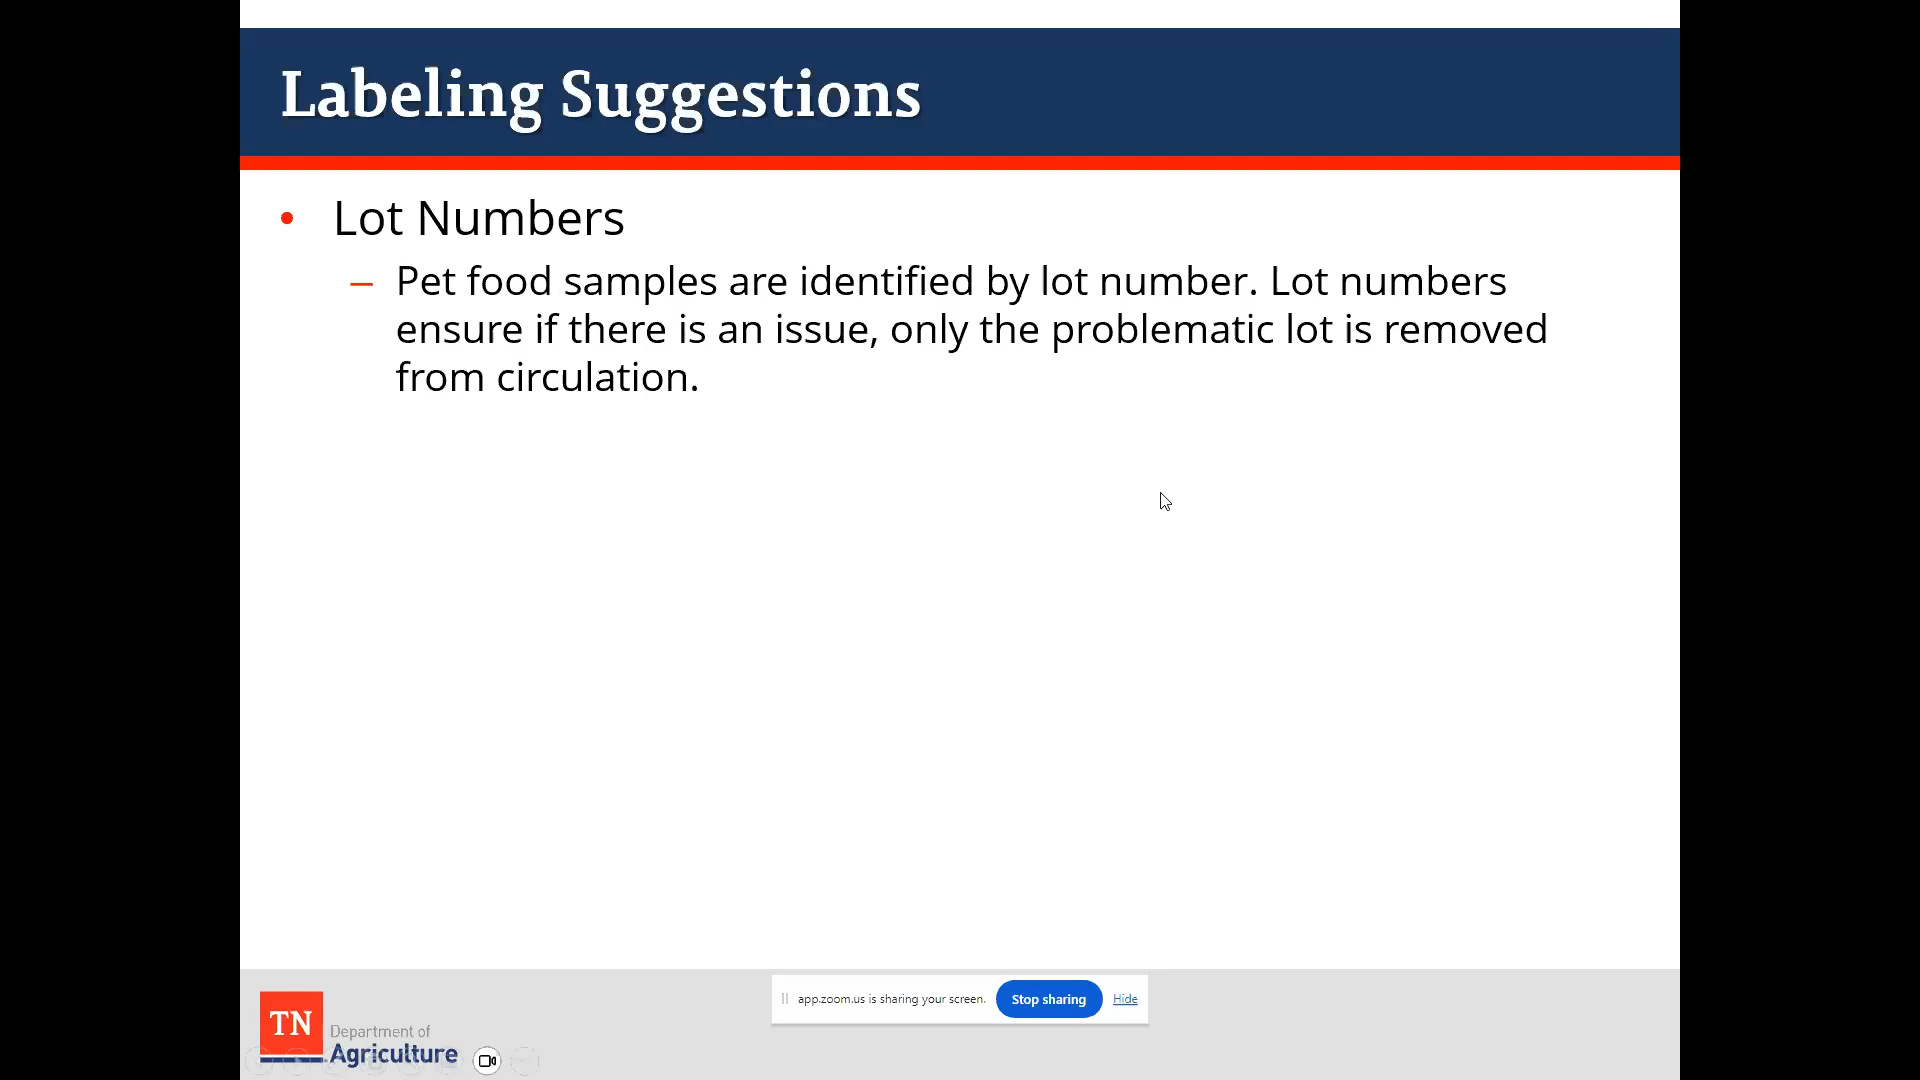 Labeling Suggestions
• Lot Numbers
– Pet food samples are identified by lot number. Lot numbers
ensure if there is an issue, only the problematic lot is removed
from circulation.
app.zoom.us is sharing your screen. Stop sharing Hide
TN
Department of
Agriculture